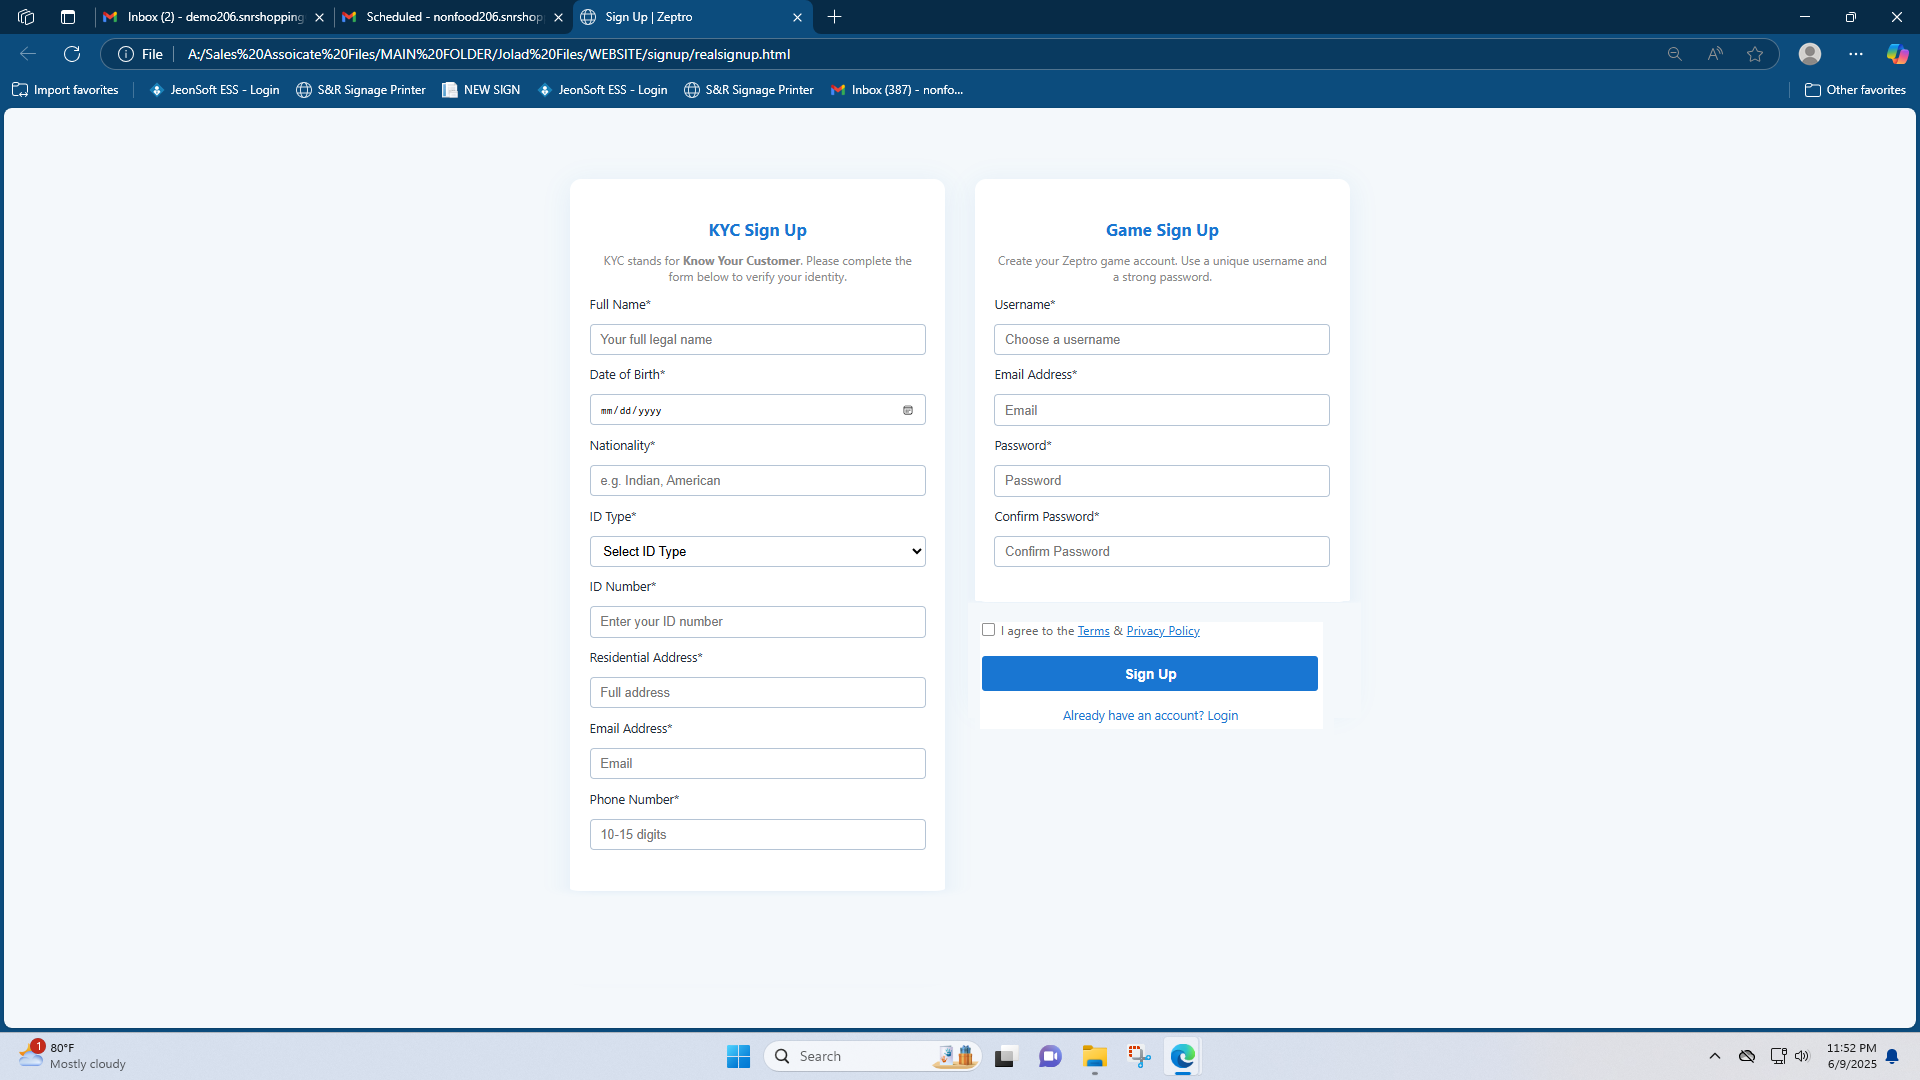 Inbox (2) - demo206.snrshopping
Scheduled - nonfood206.snrshop
Sign Up | Zeptro
File
A:/Sales%20Assoicate%20Files/MAIN%20FOLDER/Jolad%20Files/WEBSITE/signup/realsignup.html
Import favorites
JeonSoft ESS - Login
S&R Signage Printer
NEW SIGN
JeonSoft ESS - Login
S&R Signage Printer
Inbox (387) - nonfo...
Other favorites
KYC Sign Up
KYC stands for Know Your Customer. Please complete the
form below to verify your identity.
Full Name*
Your full legal name
Date of Birth*
mm/dd/yyyy
Nationality*
e.g. Indian, American
ID Type*
Select ID Type
ID Number*
Enter your ID number
Residential Address*
Full address
Email Address*
Email
Phone Number*
10-15 digits
Game Sign Up
Create your Zeptro game account. Use a unique username and
a strong password.
Username*
Choose a username
Email Address*
Email
Password*
Password
Confirm Password*
Confirm Password
I agree to the Terms & Privacy Policy
Sign Up
Already have an account? Login
1
80°F
Mostly cloudy
Search
11:52 PM
6/9/2025